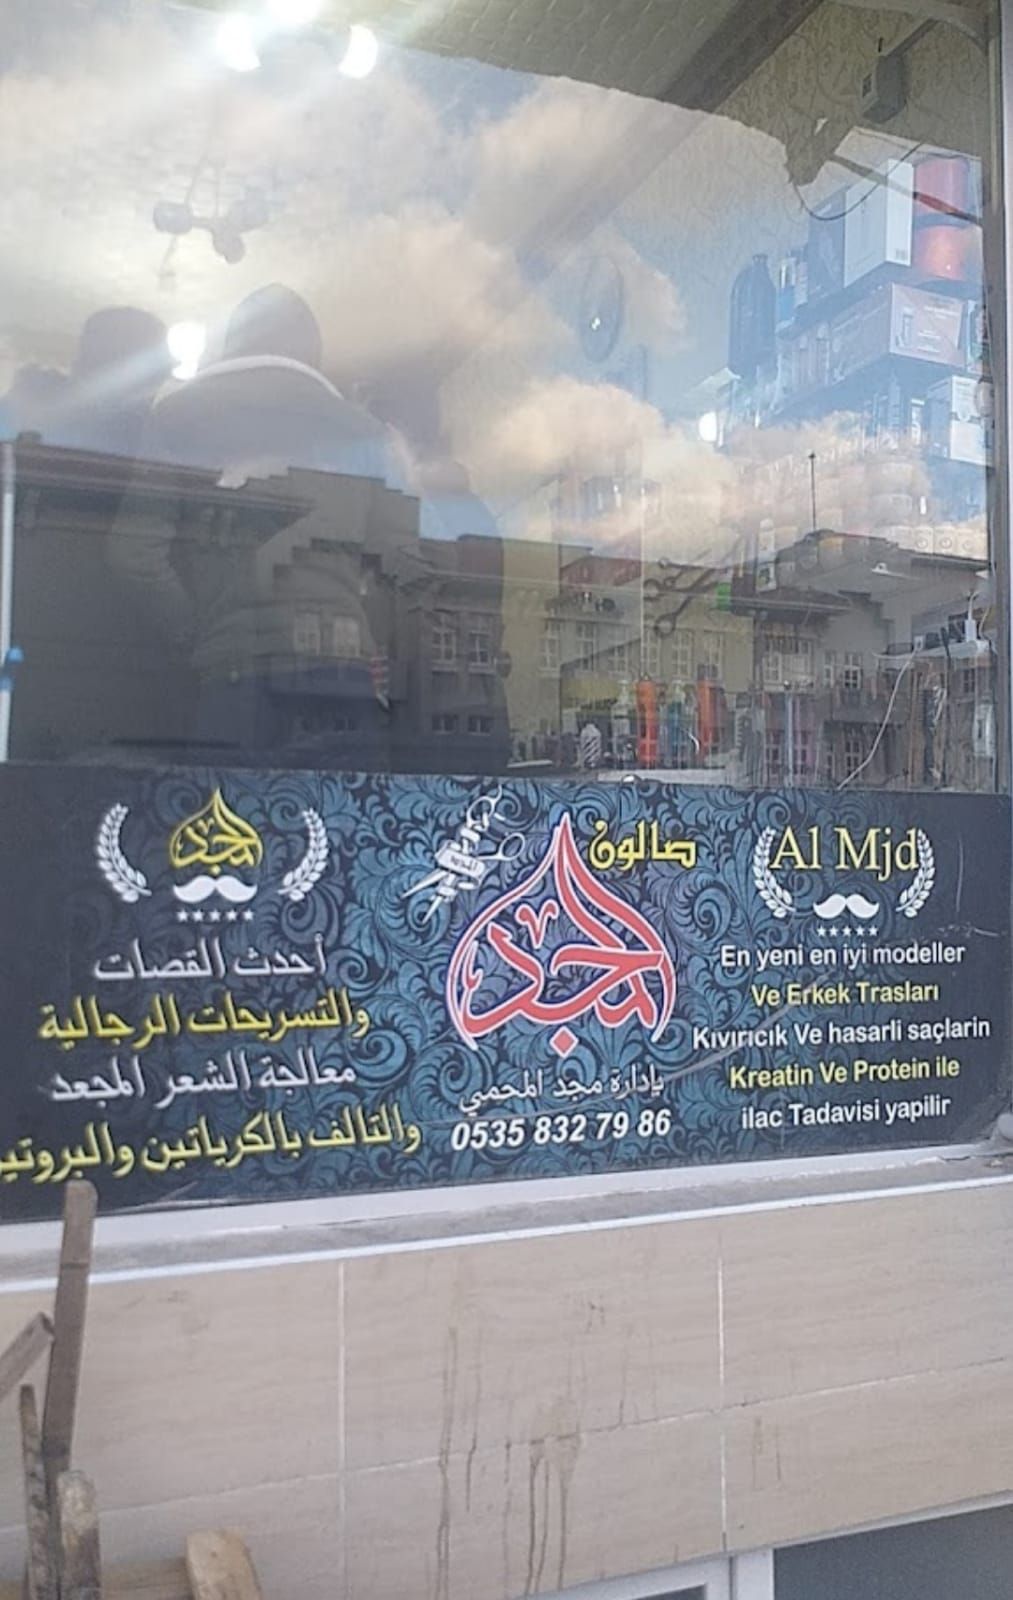 المجد
أحدث القصات
والتسريحات الرجالية
معالجة الشعر المجعد
والتالف بالكرياتين والبروتين
صالون
المجد
بإدارة مجد المحمي
0535 832 79 86
Al Mjd
En yeni en iyi modeller
Ve Erkek Trasları
Kıvırıcık Ve hasarli saçlarin
Kreatin Ve Protein ile
ilac Tadavisi yapilir